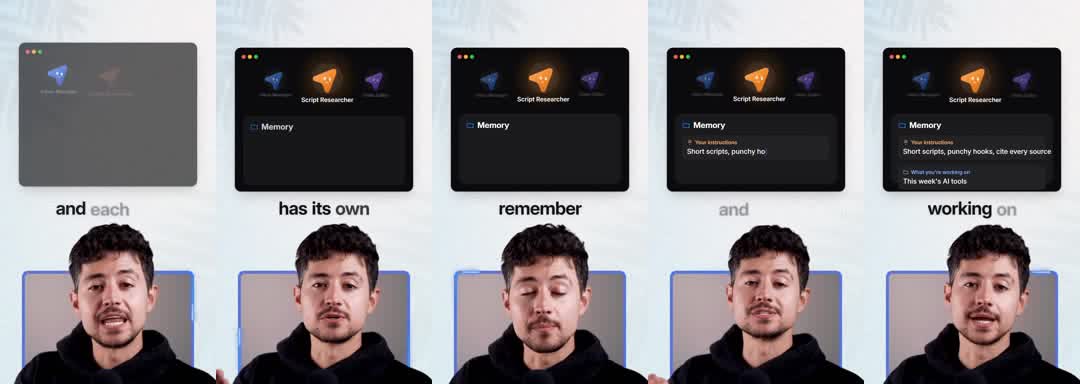 and each
Script Researcher
Memory
has its own
Script Researcher
Memory
remember
Script Researcher
Memory
Your instructions
Short scripts, punchy ho
and
Script Researcher
Memory
Your instructions
Short scripts, punchy hooks, cite every source
What you're working on
This week's AI tools
working on